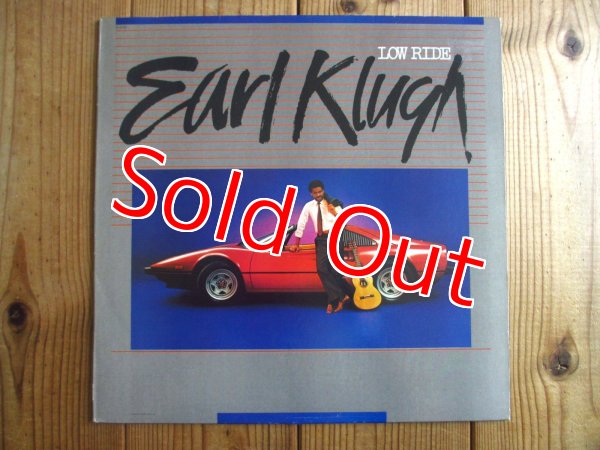 LOW RIDE
Earl Klugh
Sold Out